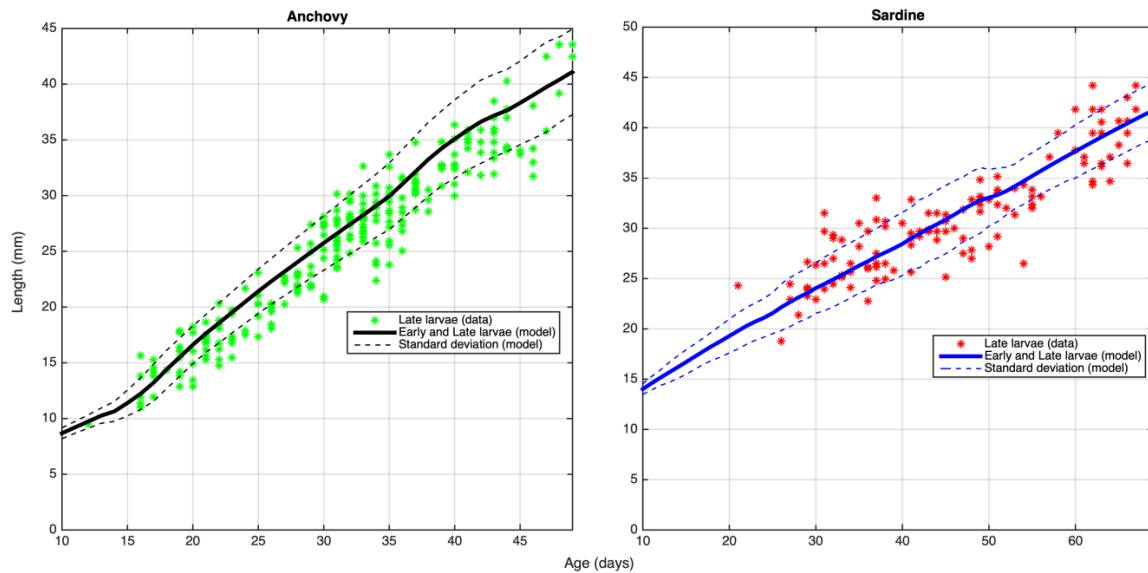 Anchovy
45
40
35
30
25
20
15
10
5
0
Length (mm)
Late larvae (data)
Early and Late larvae (model)
Standard deviation (model)
10 15 20 25 30 35 40 45
Sardine
50
45
40
35
30
25
20
15
10
5
0
Late larvae (data)
Early and Late larvae (model)
Standard deviation (model)
10 20 30 40 50 60
Age (days)